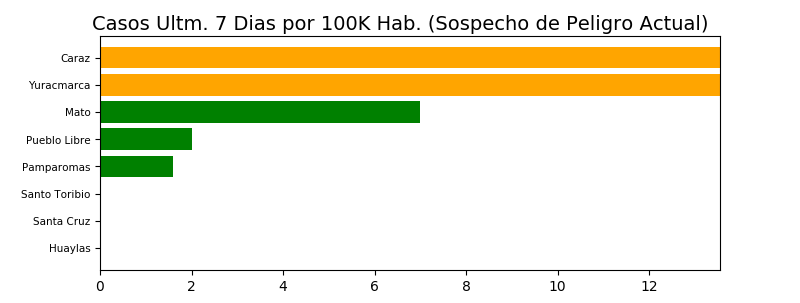 Casos Ultm. 7 Dias por 100K Hab. (Sospecho de Peligro Actual)
Caraz
Yuracmarca
Mato
Pueblo Libre
Pamparomas
Santo Toribio
Santa Cruz
Huaylas
0 2 4 6 8 10 12